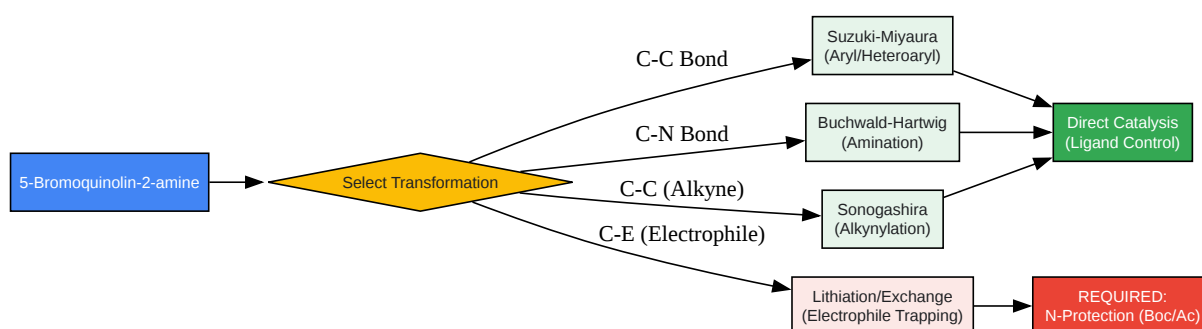 5-Bromoquinolin-2-amine
Select Transformation
C-C Bond
C-N Bond
C-C (Alkyne)
C-E (Electrophile)
Suzuki-Miyaura
(Aryl/Heteroaryl)
Buchwald-Hartwig
(Amination)
Sonogashira
(Alkynylation)
Lithiation/Exchange
(Electrophile Trapping)
Direct Catalysis
(Ligand Control)
REQUIRED:
N-Protection (Boc/Ac)